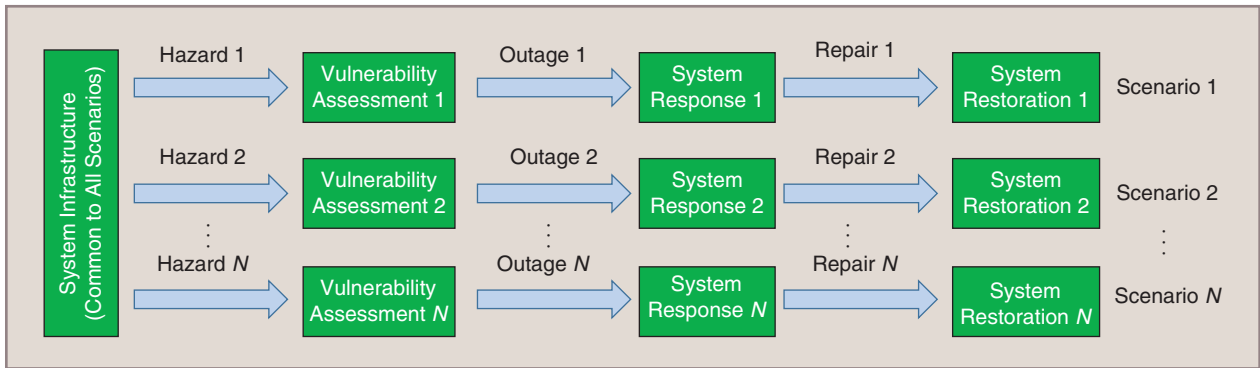 System Infrastructure
(Common to All Scenarios)
Hazard 1
Vulnerability
Assessment 1
Outage 1
System
Response 1
Repair 1
System
Restoration 1
Scenario 1
Hazard 2
Vulnerability
Assessment 2
Outage 2
System
Response 2
Repair 2
System
Restoration 2
Scenario 2
Hazard N
Vulnerability
Assessment N
Outage N
System
Response N
Repair N
System
Restoration N
Scenario N